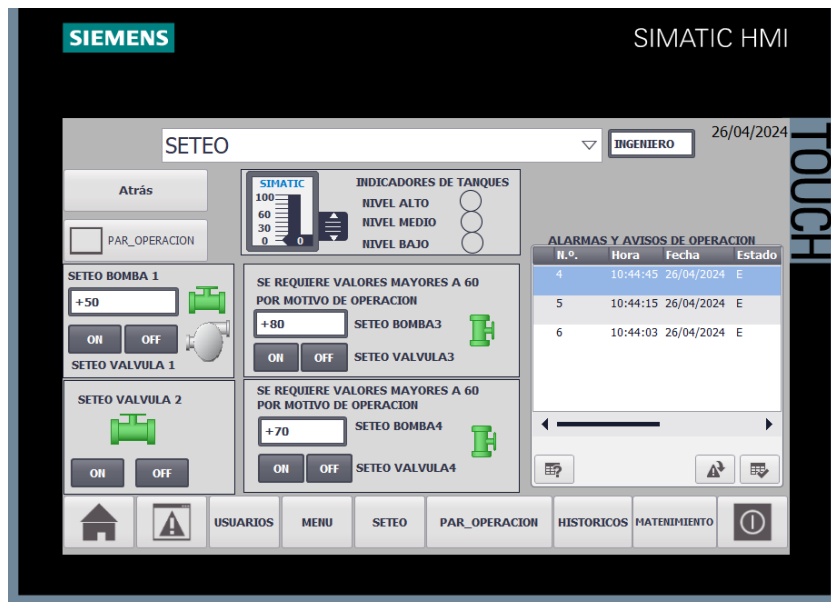 SIEMENS
SIMATIC HMI
TOUCH
SETEO
INGENIERO
26/04/2024
Atrás
PAR_OPERACION
SIMATIC
100
60
30
0
0
INDICADORES DE TANQUES
NIVEL ALTO
NIVEL MEDIO
NIVEL BAJO
ALARMAS Y AVISOS DE OPERACION
N.º. Hora Fecha Estado
4 10:44:45 26/04/2024 E
5 10:44:15 26/04/2024 E
6 10:44:03 26/04/2024 E
SETEO BOMBA 1
+50
ON OFF
SETEO VALVULA 1
SE REQUIERE VALORES MAYORES A 60
POR MOTIVO DE OPERACION
+80
SETEO BOMBA3
ON OFF SETEO VALVULA3
SETEO VALVULA 2
ON OFF
SE REQUIERE VALORES MAYORES A 60
POR MOTIVO DE OPERACION
+70
SETEO BOMBA4
ON OFF SETEO VALVULA4
USUARIOS MENU SETEO PAR_OPERACION HISTORICOS MATENIMIENTO